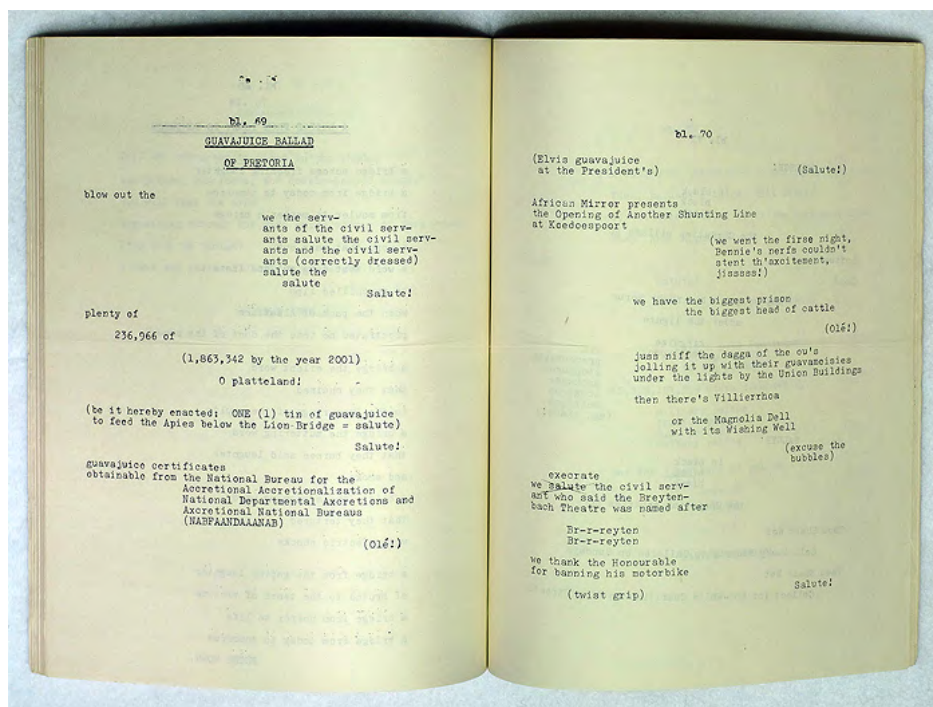 bl. 69
GUAVAJUICE BALLAD
OF PRETORIA
blow out the
we the serv-
ants of the civil serv-
ants salute the civil serv-
ants and the civil serv-
ants (correctly dressed)
salute the
salute
Salute!
plenty of
236,966 of
(1,863,342 by the year 2001)
O platteland!
(be it hereby enacted: ONE (1) tin of guavajuice
to feed the Apies below the Lion-Bridge = salute)
Salute!
guavajuice certificates
obtainable from the National Bureau for the
Accretional Accretionalization of
National Departmental Axcretions and
Axcretional National Bureaus
(NABFAANDAAANAB)
(Olé!)
bl. 70
(Elvis guavajuice
at the President's)
(Salute!)
African Mirror presents
the Opening of Another Shunting Line
at Koedoespoort
(we went the firse night,
Bennie's nerfs couldn't
stent th'axcitement,
jisssss!)
we have the biggest prison
the biggest head of cattle
(Olé!)
juss niff the dagga of the ou's
jolling it up with their guavaneisies
under the lights by the Union Buildings
then there's Villierrhoa
or the Magnolia Dell
with its Wishing Well
(excuse the
bubbles)
execrate
we salute the civil serv-
ant who said the Breyten-
bach Theatre was named after
Br-r-reyten
Br-r-reyten
we thank the Honourable
for banning his motorbike
Salute!
(twist grip)